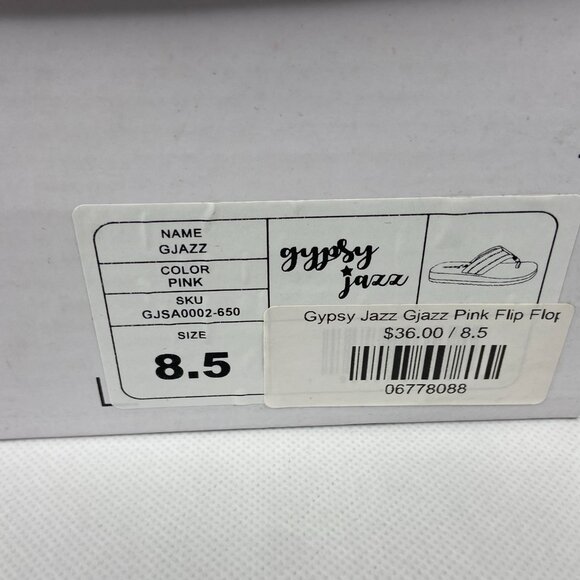 NAME
GJAZZ
COLOR
PINK
SKU
GJSA0002-650
SIZE
8.5
gypsy
jazz
Gypsy Jazz Gjazz Pink Flip Flop
$36.00 / 8.5
06778088